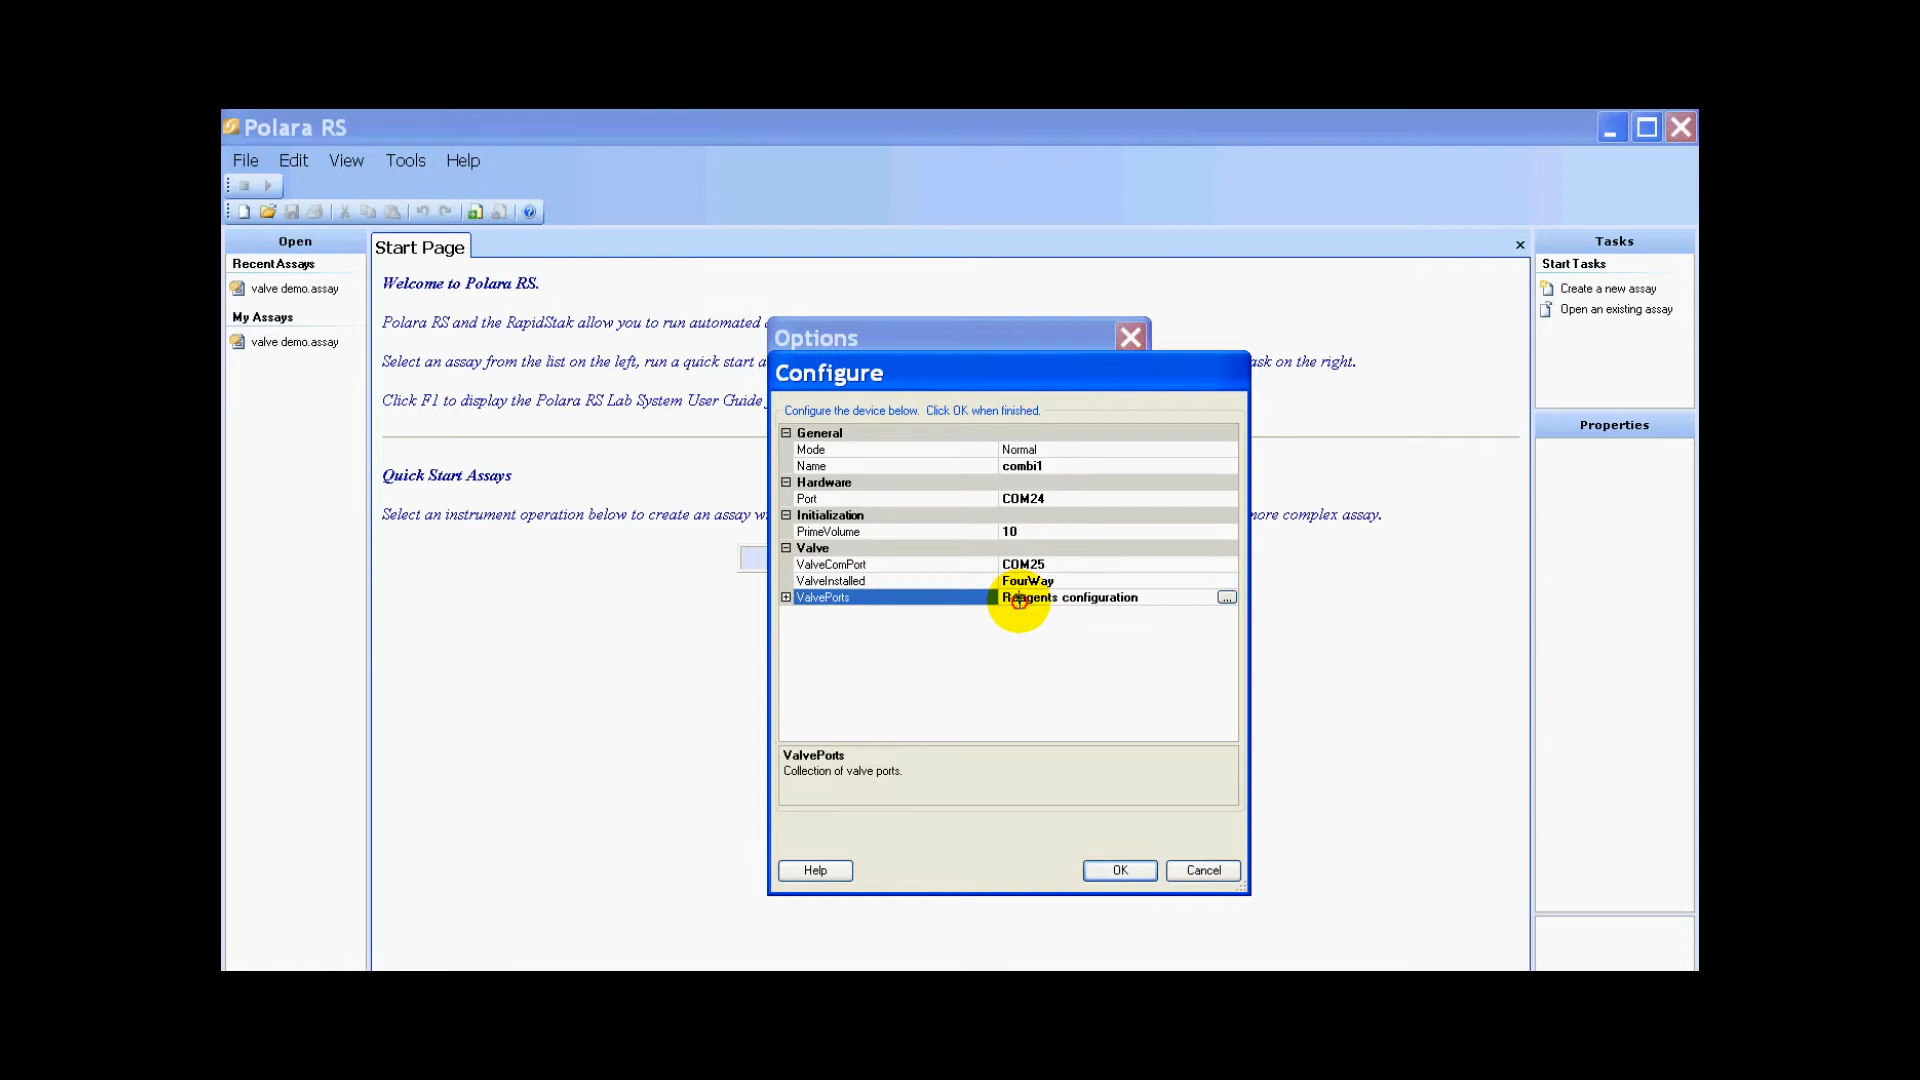 Polara RS
File Edit View Tools Help
Open
Recent Assays
valve demo.assay
My Assays
valve demo.assay
Start Page
Welcome to Polara RS.
Polara RS and the RapidStak allow you to run automated
Select an assay from the list on the left, run a quick start a
ask on the right.
Click F1 to display the Polara RS Lab System User Guide
Quick Start Assays
Select an instrument operation below to create an assay w
more complex assay.
Options
Configure
Configure the device below. Click OK when finished.
General
Mode Normal
Name combi1
Hardware
Port COM24
Initialization
PrimeVolume 10
Valve
ValveComPort COM25
ValveInstalled FourWay
ValvePorts Reagents configuration ...
ValvePorts
Collection of valve ports.
Help OK Cancel
Tasks
Start Tasks
Create a new assay
Open an existing assay
Properties